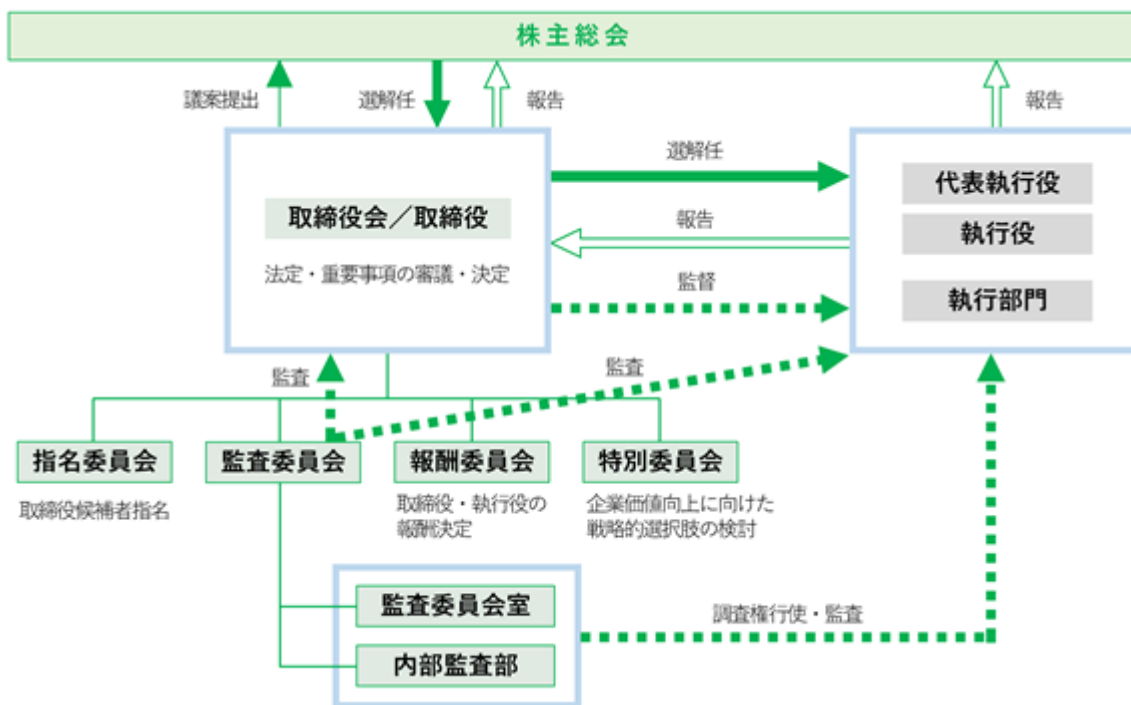 株主総会
議案提出
選解任
報告
報告
選解任
代表執行役
取締役会／取締役
報告
執行役
法定・重要事項の審議・決定
監督
執行部門
監査
監査
指名委員会
監査委員会
報酬委員会
特別委員会
取締役候補者指名
取締役・執行役の
報酬決定
企業価値向上に向けた
戦略的選択肢の検討
監査委員会室
調査権行使・監査
内部監査部